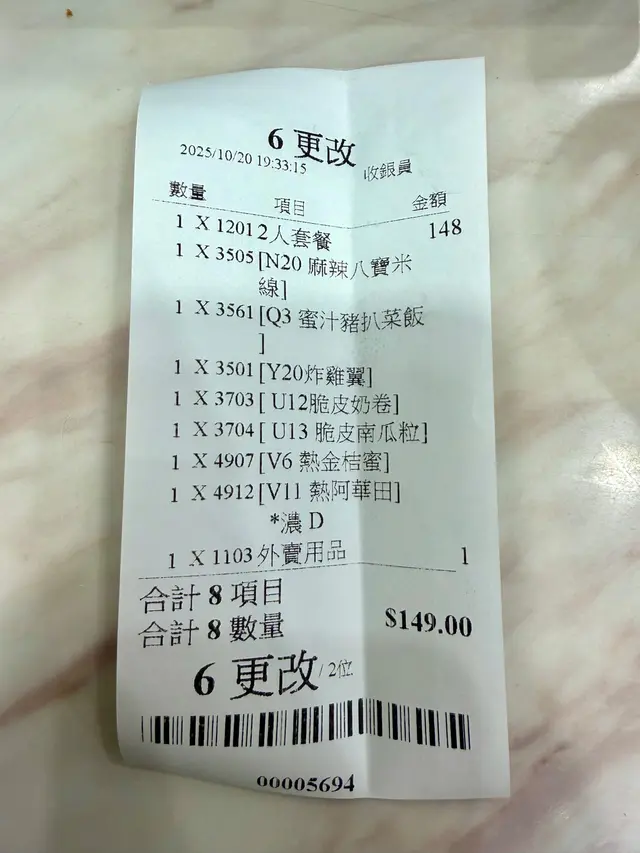 6 更改
2025/10/20 19:33:15 收銀員
數量 項目 金額
1 X 1201 2人套餐 148
1 X 3505 [N20 麻辣八寶米
線]
1 X 3561 [Q3 蜜汁豬扒菜飯
]
1 X 3501 [Y20炸雞翼]
1 X 3703 [ U12脆皮奶卷]
1 X 3704 [ U13 脆皮南瓜粒]
1 X 4907 [V6 熱金桔蜜]
1 X 4912 [V11 熱阿華田]
*濃 D
1 X 1103 外賣用品 1
合計 8 項目
合計 8 數量 $149.00
6 更改 / 2位
00005694